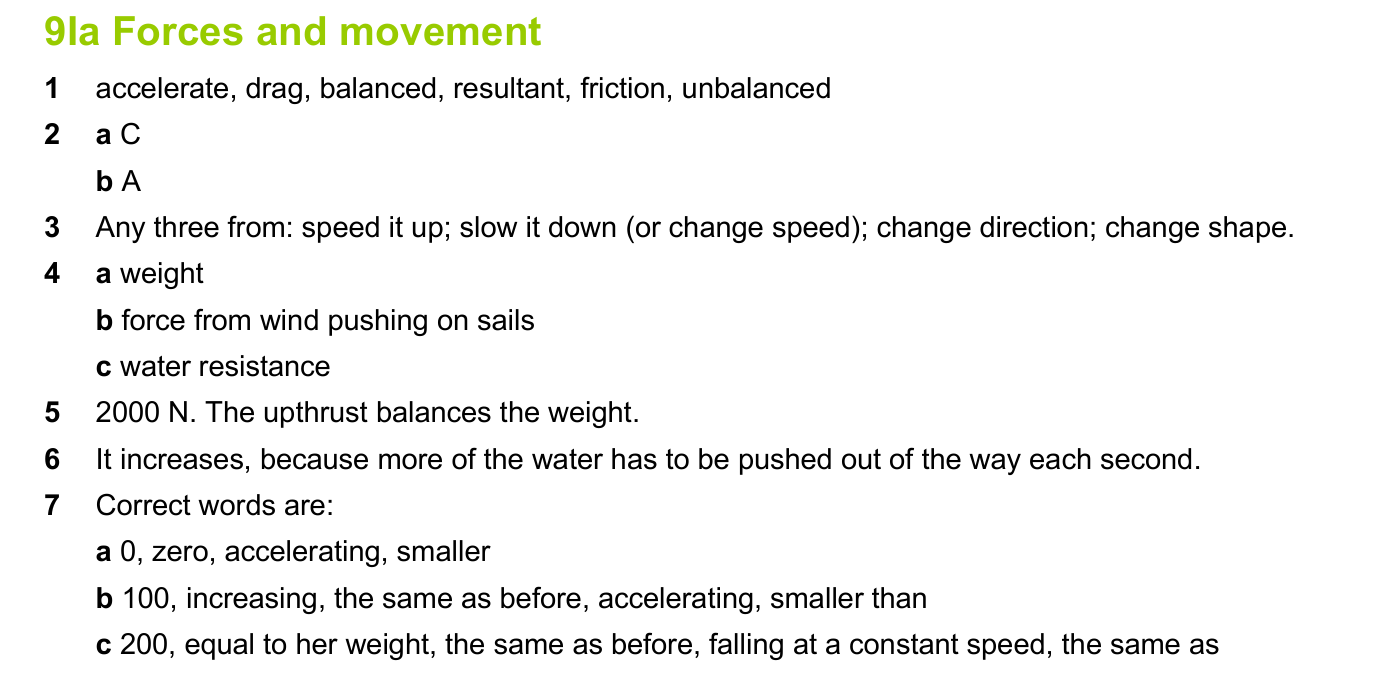 9Ia Forces and movement
1 accelerate, drag, balanced, resultant, friction, unbalanced
2 a C
b A
3 Any three from: speed it up; slow it down (or change speed); change direction; change shape.
4 a weight
b force from wind pushing on sails
c water resistance
5 2000 N. The upthrust balances the weight.
6 It increases, because more of the water has to be pushed out of the way each second.
7 Correct words are:
a 0, zero, accelerating, smaller
b 100, increasing, the same as before, accelerating, smaller than
c 200, equal to her weight, the same as before, falling at a constant speed, the same as